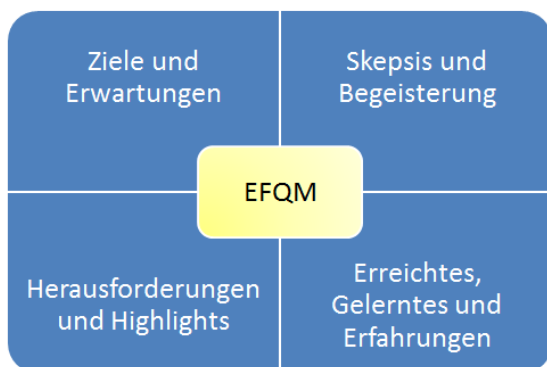 Ziele und
Erwartungen
Skepsis und
Begeisterung
EFQM
Herausforderungen
und Highlights
Erreichtes,
Gelerntes und
Erfahrungen